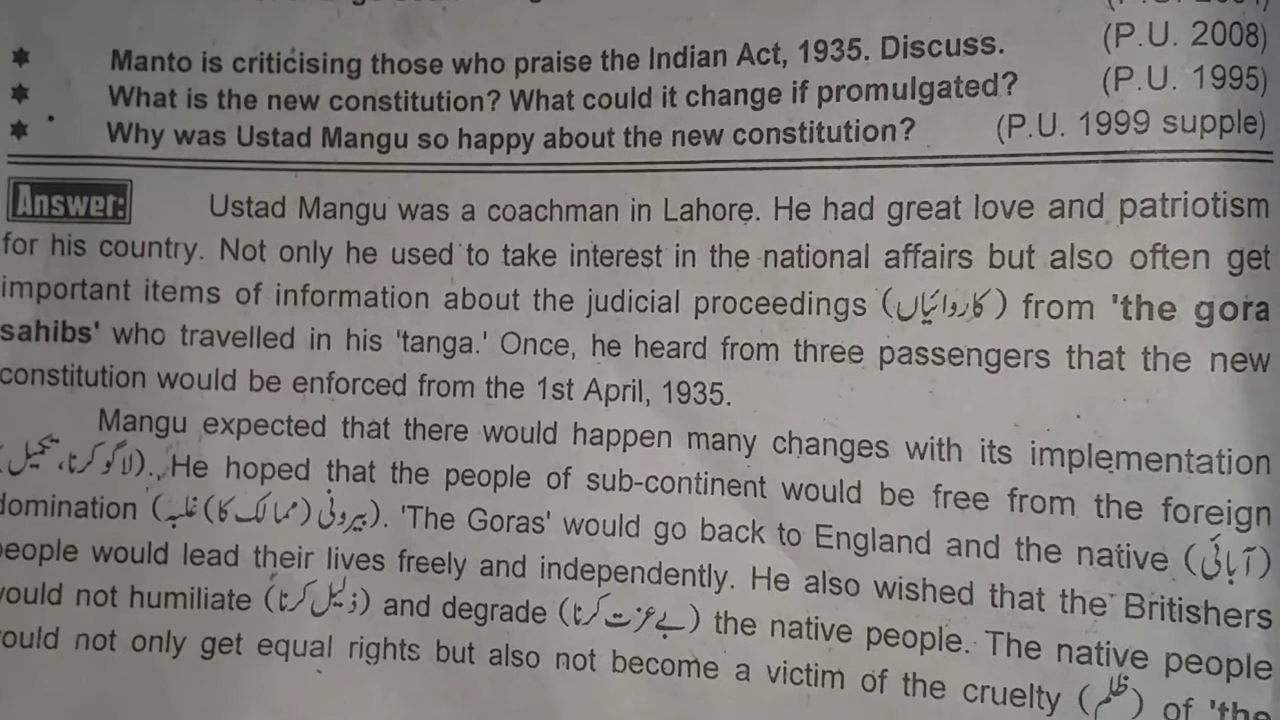 ★ Manto is criticising those who praise the Indian Act, 1935. Discuss. (P.U. 2008)
★ What is the new constitution? What could it change if promulgated? (P.U. 1995)
★ Why was Ustad Mangu so happy about the new constitution? (P.U. 1999 supple)
Answer: Ustad Mangu was a coachman in Lahore. He had great love and patriotism
for his country. Not only he used to take interest in the national affairs but also often get
important items of information about the judicial proceedings (کاروائیاں) from 'the gora
sahibs' who travelled in his 'tanga.' Once, he heard from three passengers that the new
constitution would be enforced from the 1st April, 1935.
Mangu expected that there would happen many changes with its implementation
(لاگو کرنا، تکمیل). He hoped that the people of sub-continent would be free from the foreign
domination (بیرونی (ممالک کا) غلبہ). 'The Goras' would go back to England and the native (آبائی)
people would lead their lives freely and independently. He also wished that the Britishers
would not humiliate (ذلیل کرنا) and degrade (بے عزت کرنا) the native people. The native people
would not only get equal rights but also not become a victim of the cruelty (ظلم) of 'the